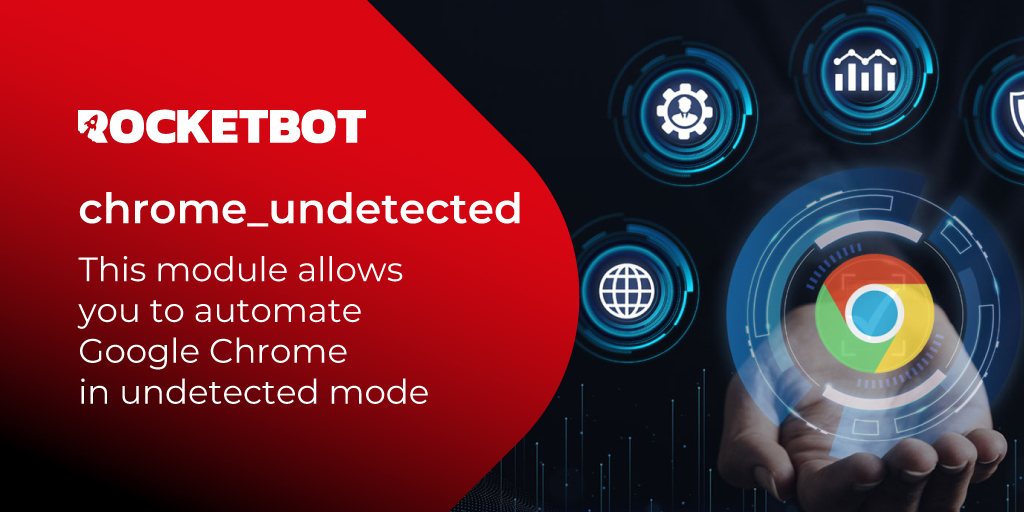 ROCKETBOT
chrome_undetected
This module allows
you to automate
Google Chrome
in undetected mode